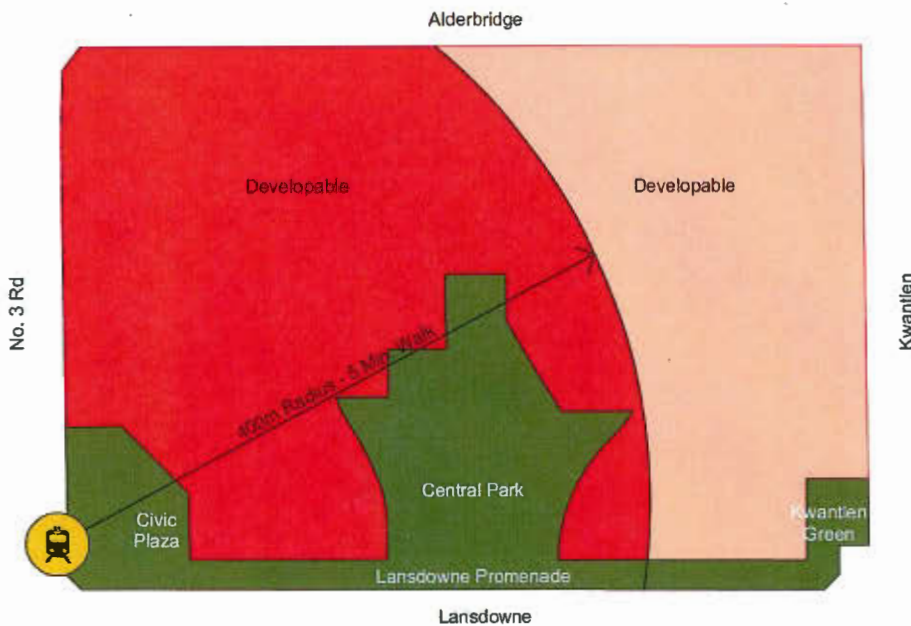 Alderbridge
Developable
Developable
No. 3 Rd
Kwantlen
400m Radius - 5 Min. Walk
Central Park
Civic
Plaza
Kwantlen
Green
Lansdowne Promenade
Lansdowne